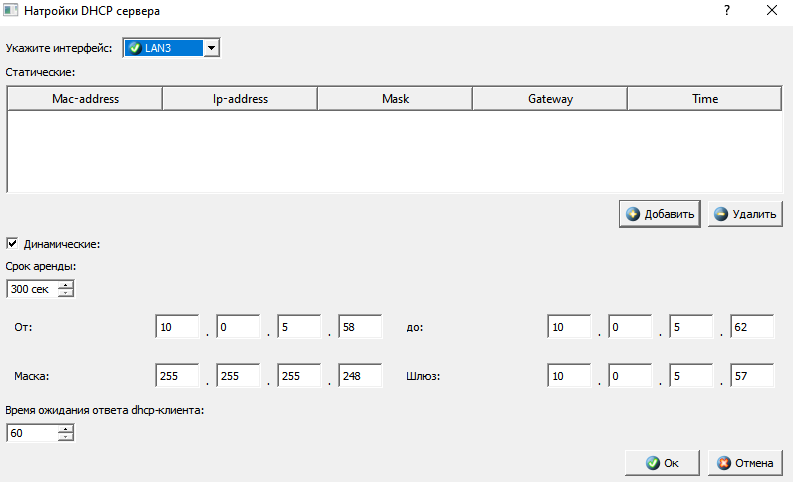 Натройки DHCP сервера ?
Укажите интерфейс: LAN3
Статические:
Mac-address Ip-address Mask Gateway Time
Добавить Удалить
Динамические:
Срок аренды:
300 сек
От: 10 . 0 . 5 . 58 до: 10 . 0 . 5 . 62
Маска: 255 . 255 . 255 . 248 Шлюз: 10 . 0 . 5 . 57
Время ожидания ответа dhcp-клиента:
60
Ок Отмена